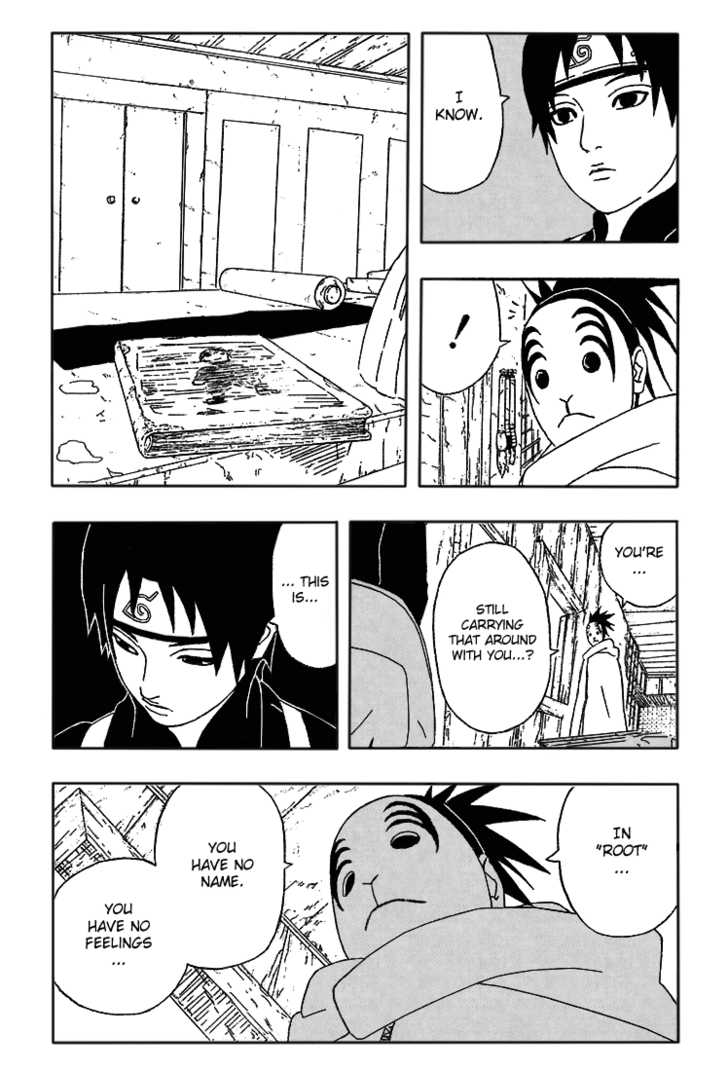 I
KNOW.
!
YOU'RE
...
STILL
CARRYING
THAT AROUND
WITH YOU...?
... THIS
IS...
IN
"ROOT"
...
YOU
HAVE NO
NAME.
YOU
HAVE NO
FEELINGS
...